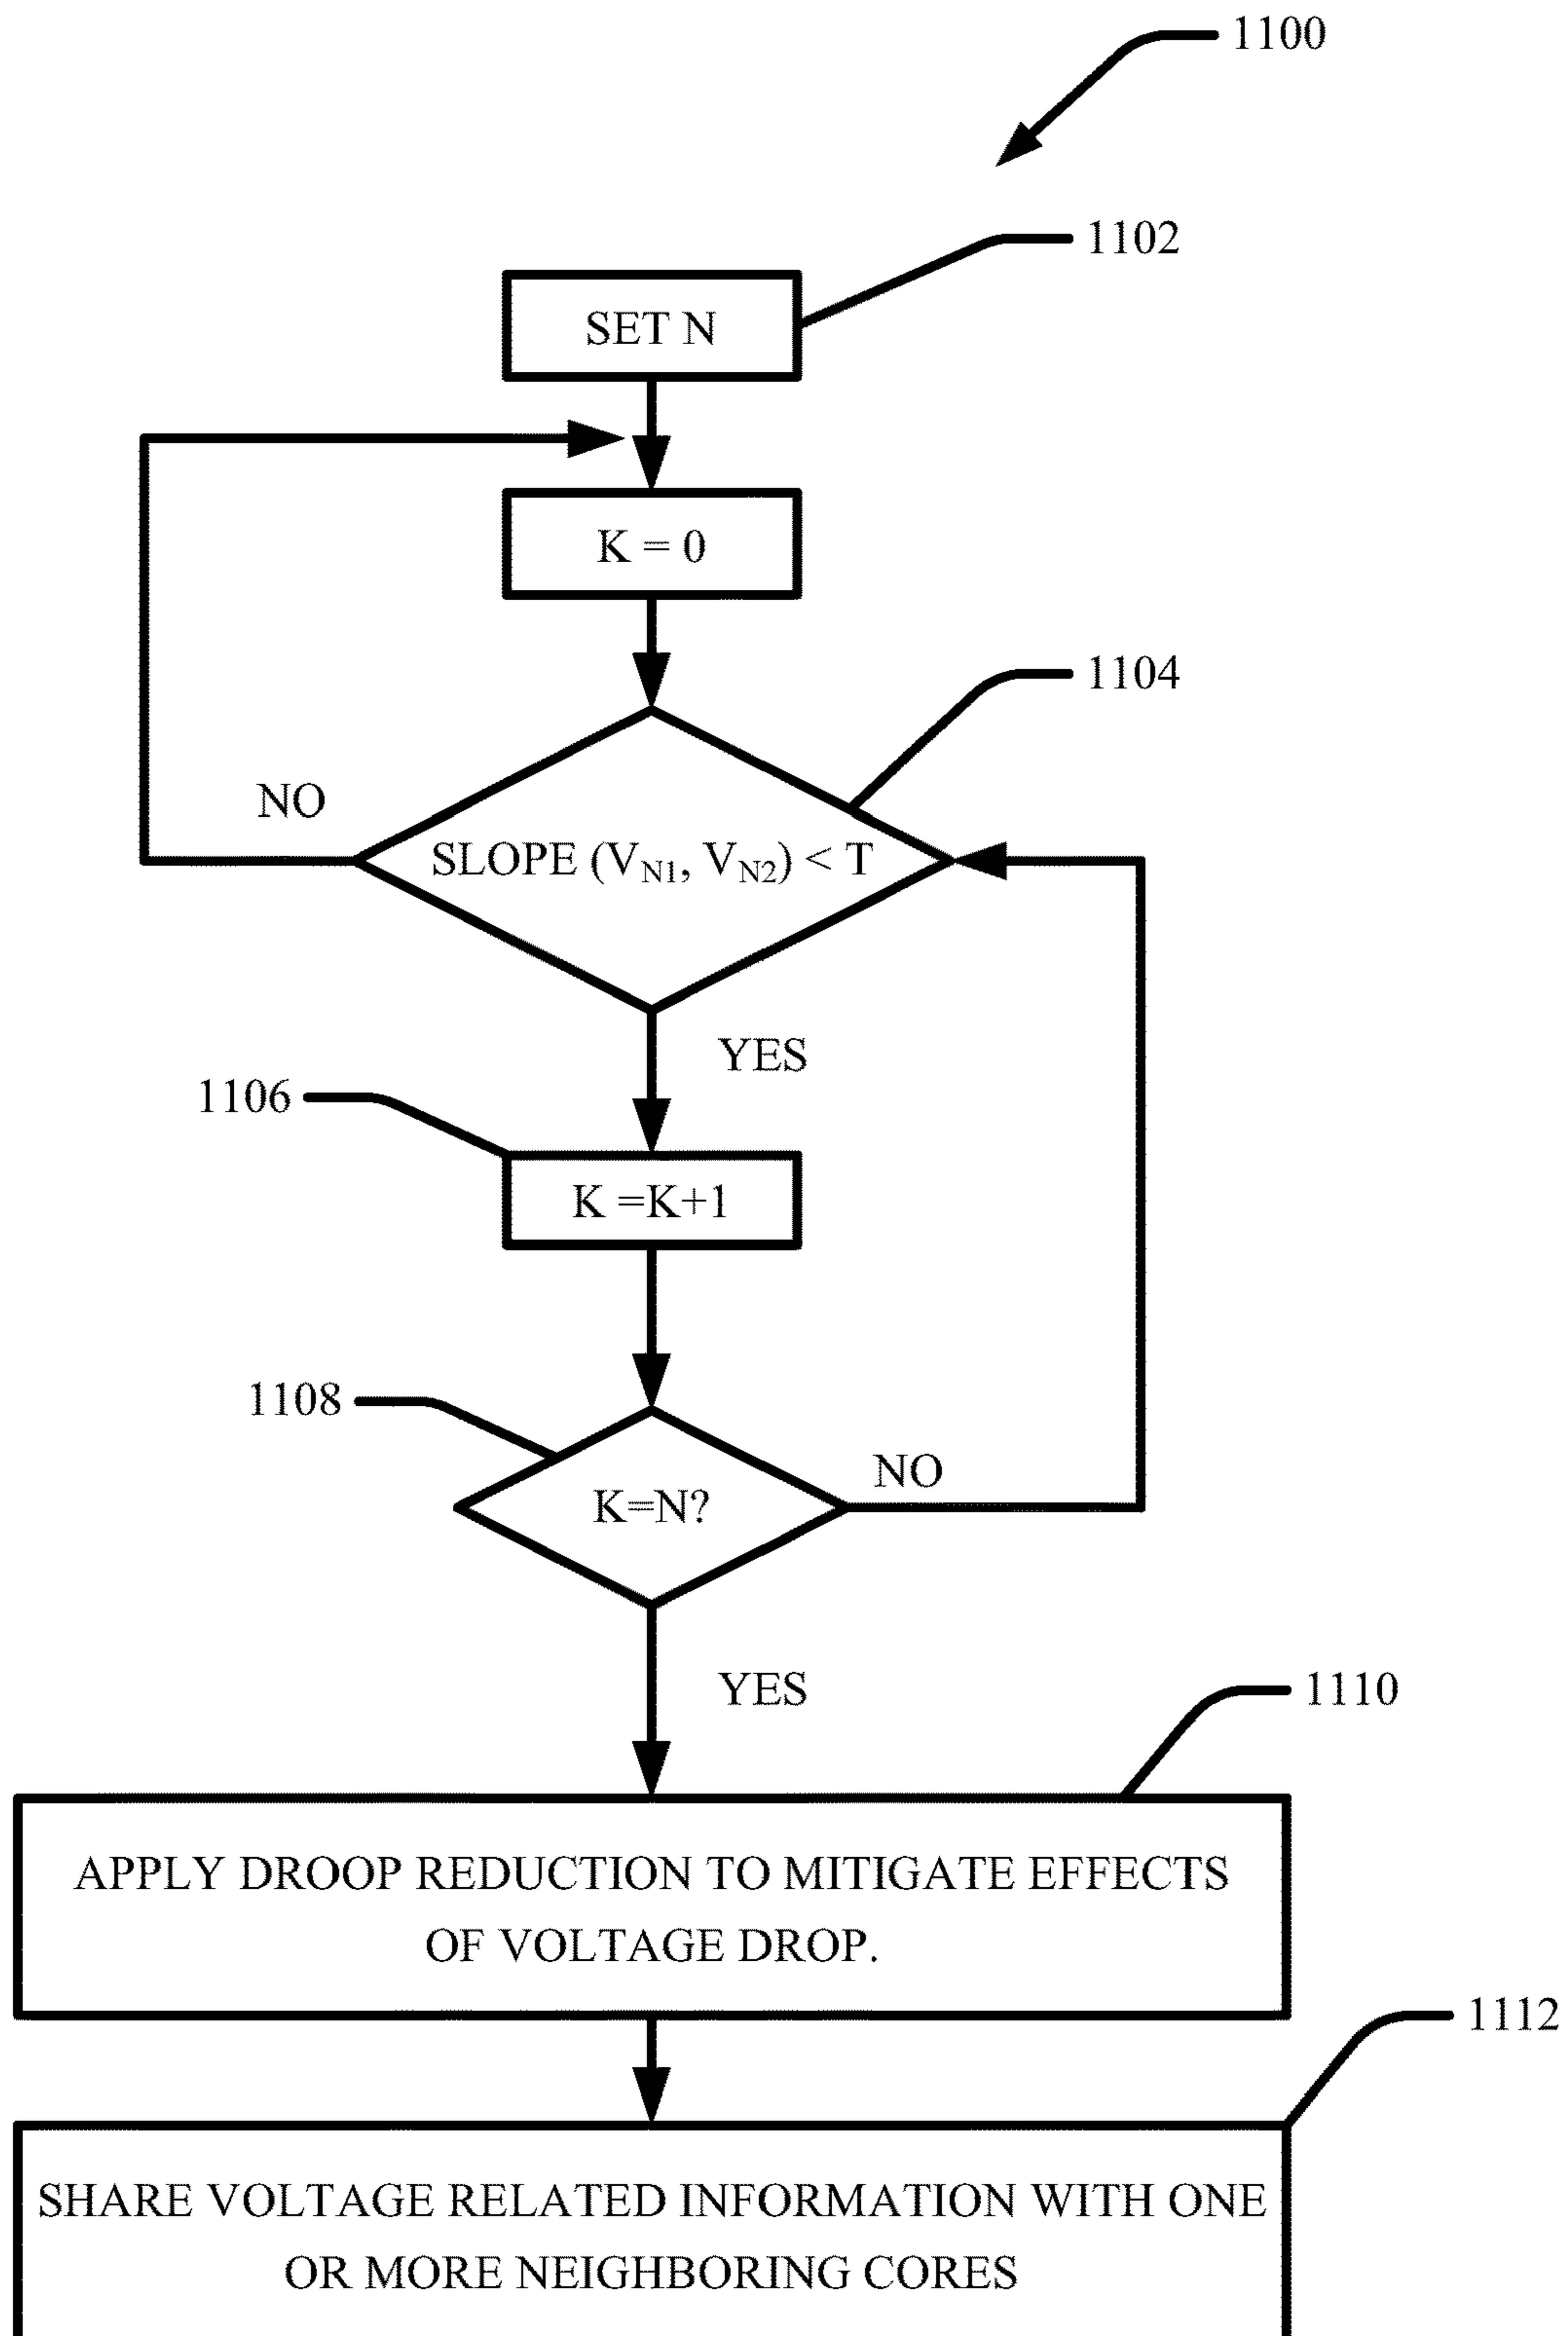 1100
1102
SET N
K = 0
1104
NO
SLOPE (VN1, VN2) < T
YES
1106
K =K+1
1108
NO
K=N?
YES
1110
APPLY DROOP REDUCTION TO MITIGATE EFFECTS
OF VOLTAGE DROP.
1112
SHARE VOLTAGE RELATED INFORMATION WITH ONE
OR MORE NEIGHBORING CORES